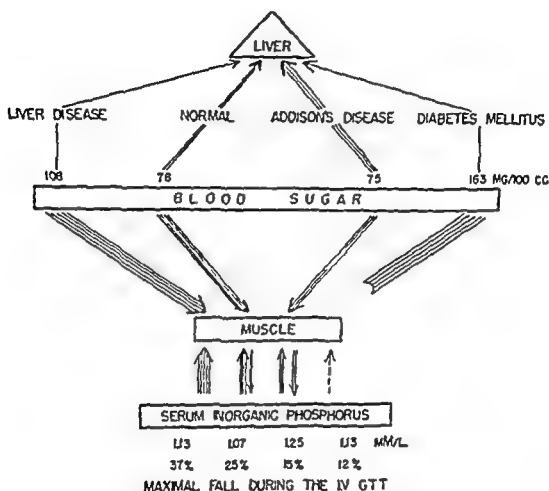 LIVER
LIVER DISEASE NORMAL ADDISON'S DISEASE DIABETES MELLITUS
108 78 75 163 MG/100 CC
BLOOD SUGAR
MUSCLE
SERUM INORGANIC PHOSPHORUS
1.13 1.07 1.25 1.13 MM/L
37% 25% 15% 12%
MAXIMAL FALL DURING THE IV GTT